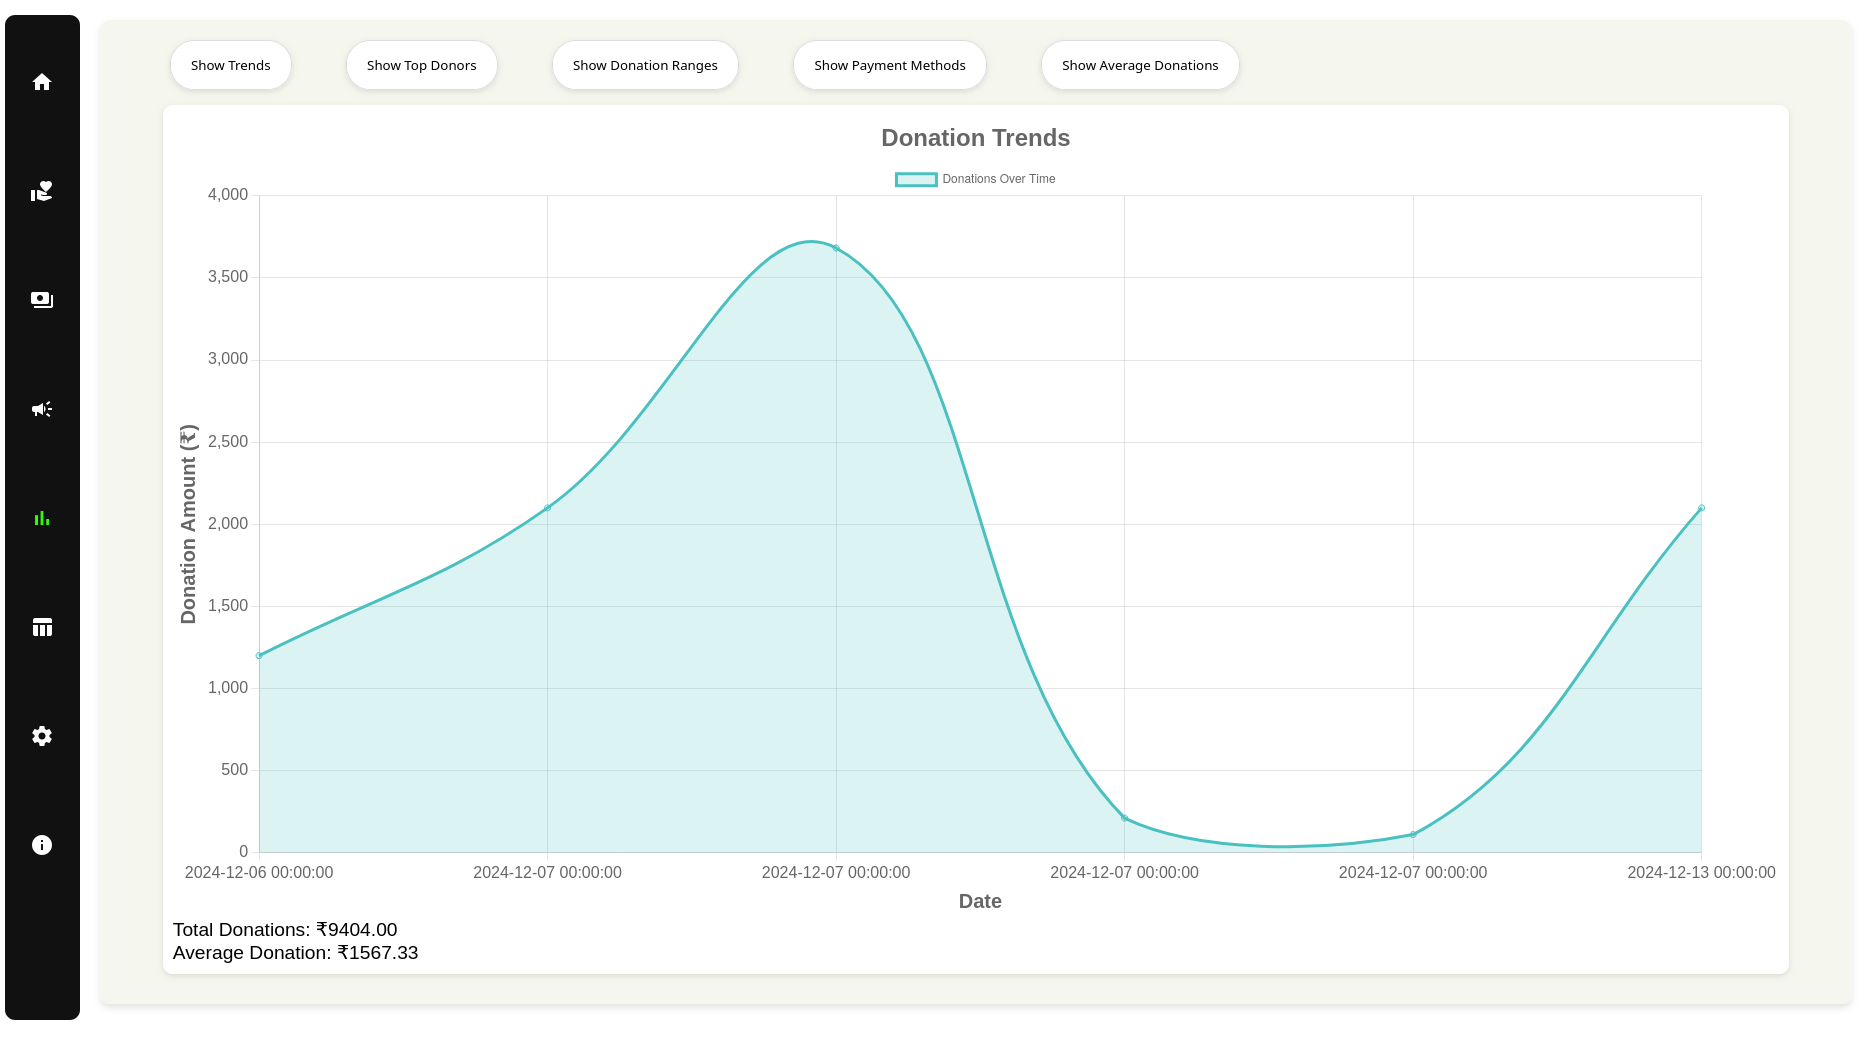 Show Trends
Show Top Donors
Show Donation Ranges
Show Payment Methods
Show Average Donations
Donation Trends
Donations Over Time
Donation Amount (₹)
4,000
3,500
3,000
2,500
2,000
1,500
1,000
500
0
2024-12-06 00:00:00
2024-12-07 00:00:00
2024-12-07 00:00:00
2024-12-07 00:00:00
2024-12-07 00:00:00
2024-12-13 00:00:00
Date
Total Donations: ₹9404.00
Average Donation: ₹1567.33